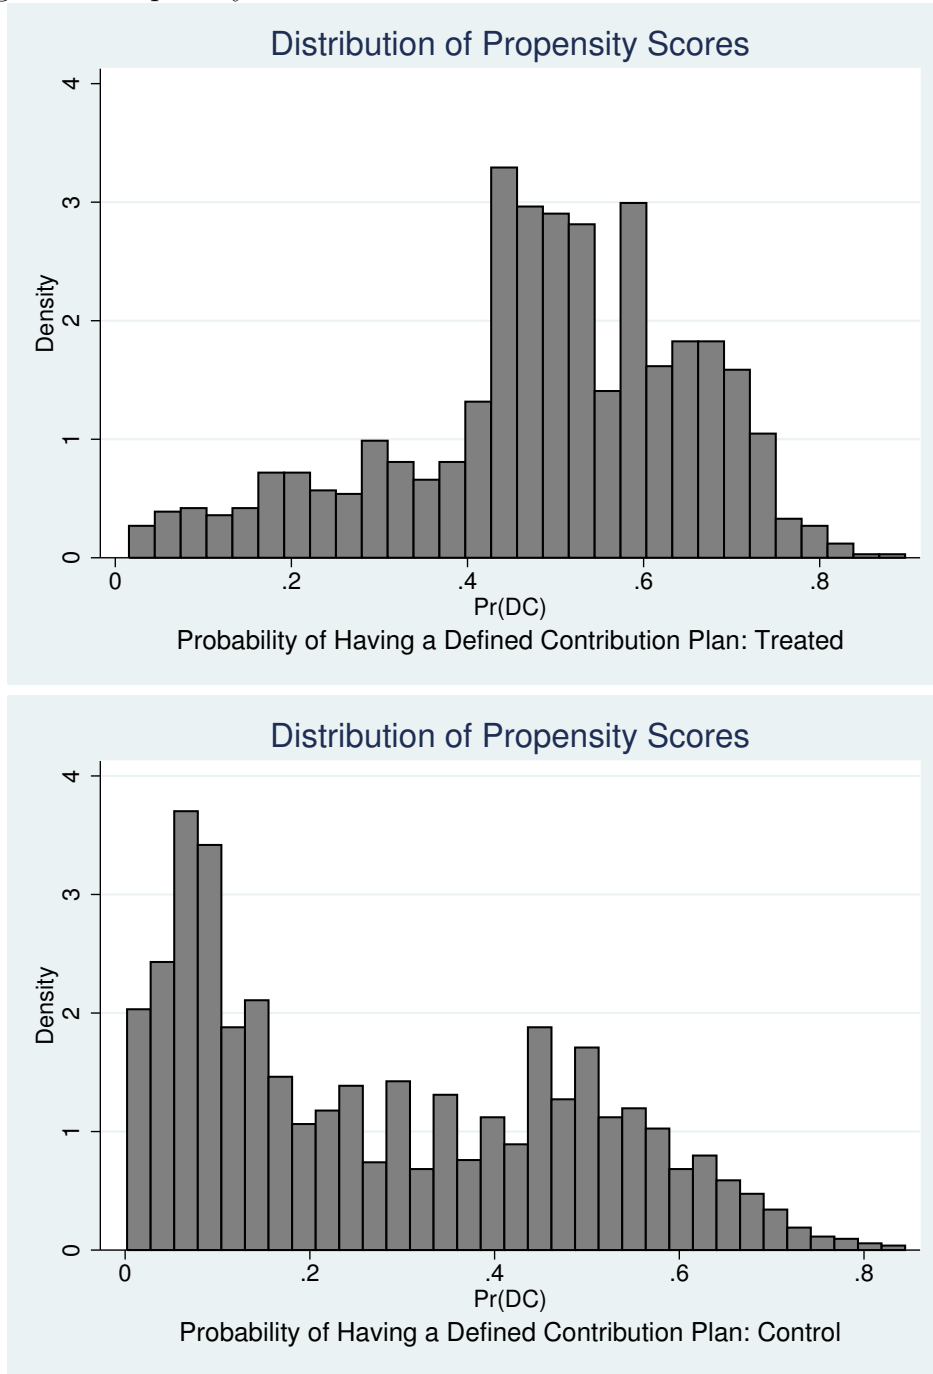 Distribution of Propensity Scores
4
3
2
1
0
Density
0 .2 .4 .6 .8
Pr(DC)
Probability of Having a Defined Contribution Plan: Treated
Distribution of Propensity Scores
4
3
2
1
0
Density
0 .2 .4 .6 .8
Pr(DC)
Probability of Having a Defined Contribution Plan: Control